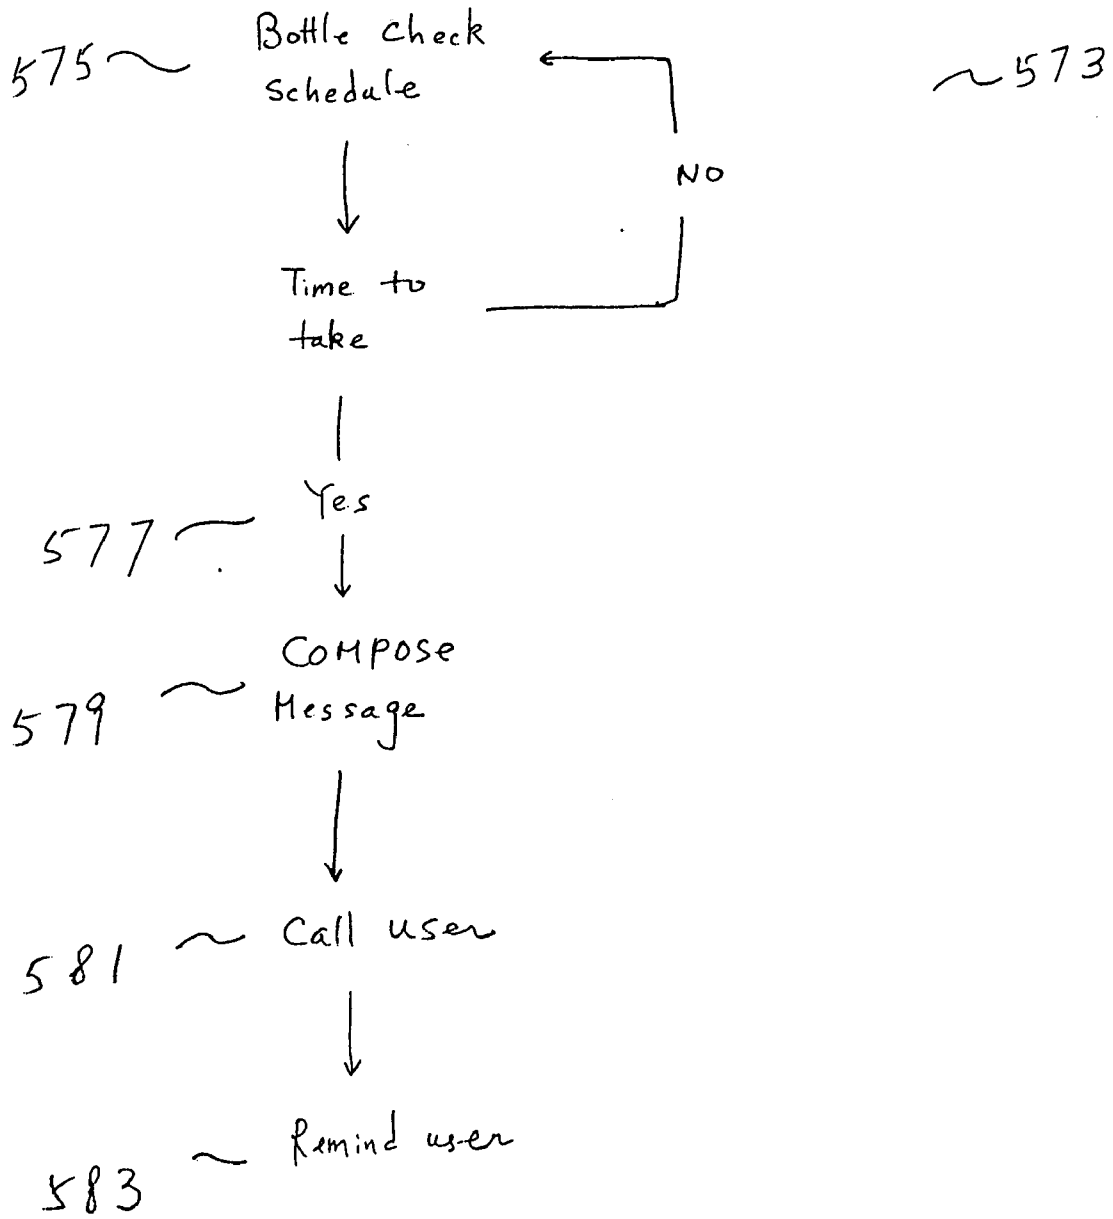 575
Bottle Check
Schedule
573
NO
Time to
take
Yes
577
COMPOSE
Message
579
Call user
581
Remind user
583